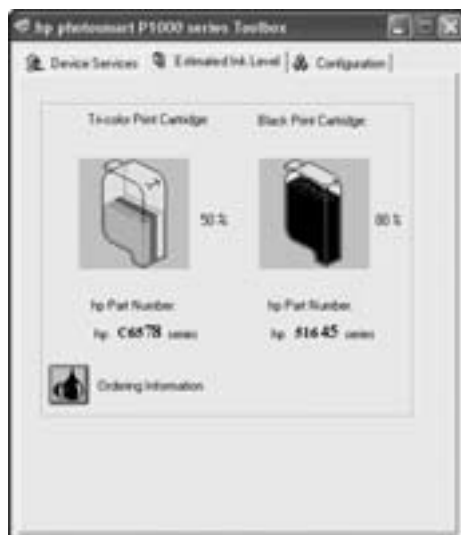 hp photosmart P1000 series Toolbox
Device Services Estimated Ink Level Configuration
Tri-color Print Cartridge Black Print Cartridge
50 % 80 %
hp Part Number: hp Part Number:
hp C6578 series hp 51645 series
Ordering Information